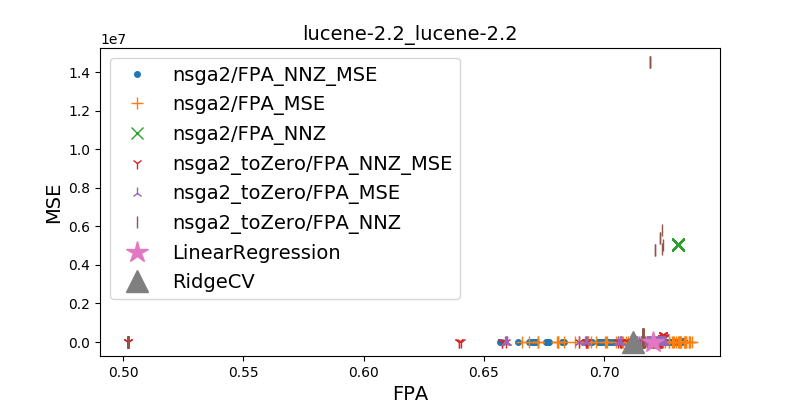 lucene-2.2_lucene-2.2
1e7
1.4
1.2
1.0
0.8
0.6
0.4
0.2
0.0
MSE
nsga2/FPA_NNZ_MSE
nsga2/FPA_MSE
nsga2/FPA_NNZ
nsga2_toZero/FPA_NNZ_MSE
nsga2_toZero/FPA_MSE
nsga2_toZero/FPA_NNZ
LinearRegression
RidgeCV
0.50 0.55 0.60 0.65 0.70
FPA